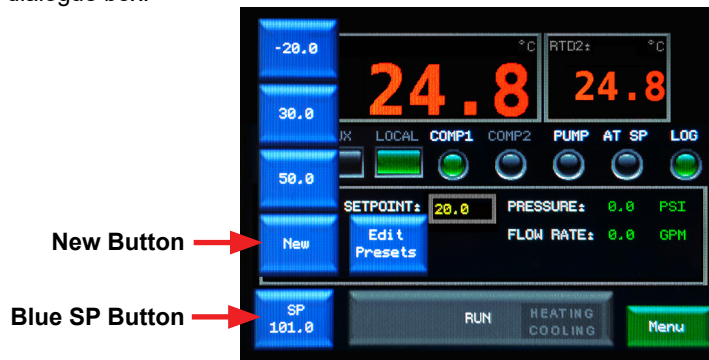 dialogue box.
-20.0
°C
RTD2:
°C
24.8
24.8
30.0
UX LOCAL COMP1 COMP2 PUMP AT SP LOG
50.0
SETPOINT: 20.0 PRESSURE: 0.0 PSI
New Button
New
Edit
Presets
FLOW RATE: 0.0 GPM
Blue SP Button
SP
101.0
RUN
HEATING
COOLING
Menu